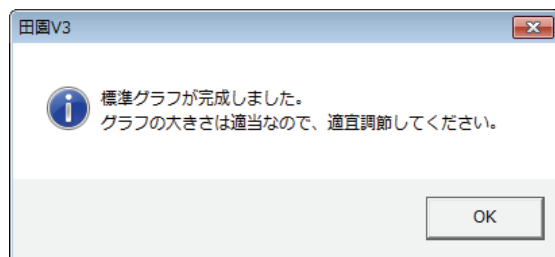 田園V3
標準グラフが完成しました。
グラフの大きさは適当なので、適宜調節してください。
OK